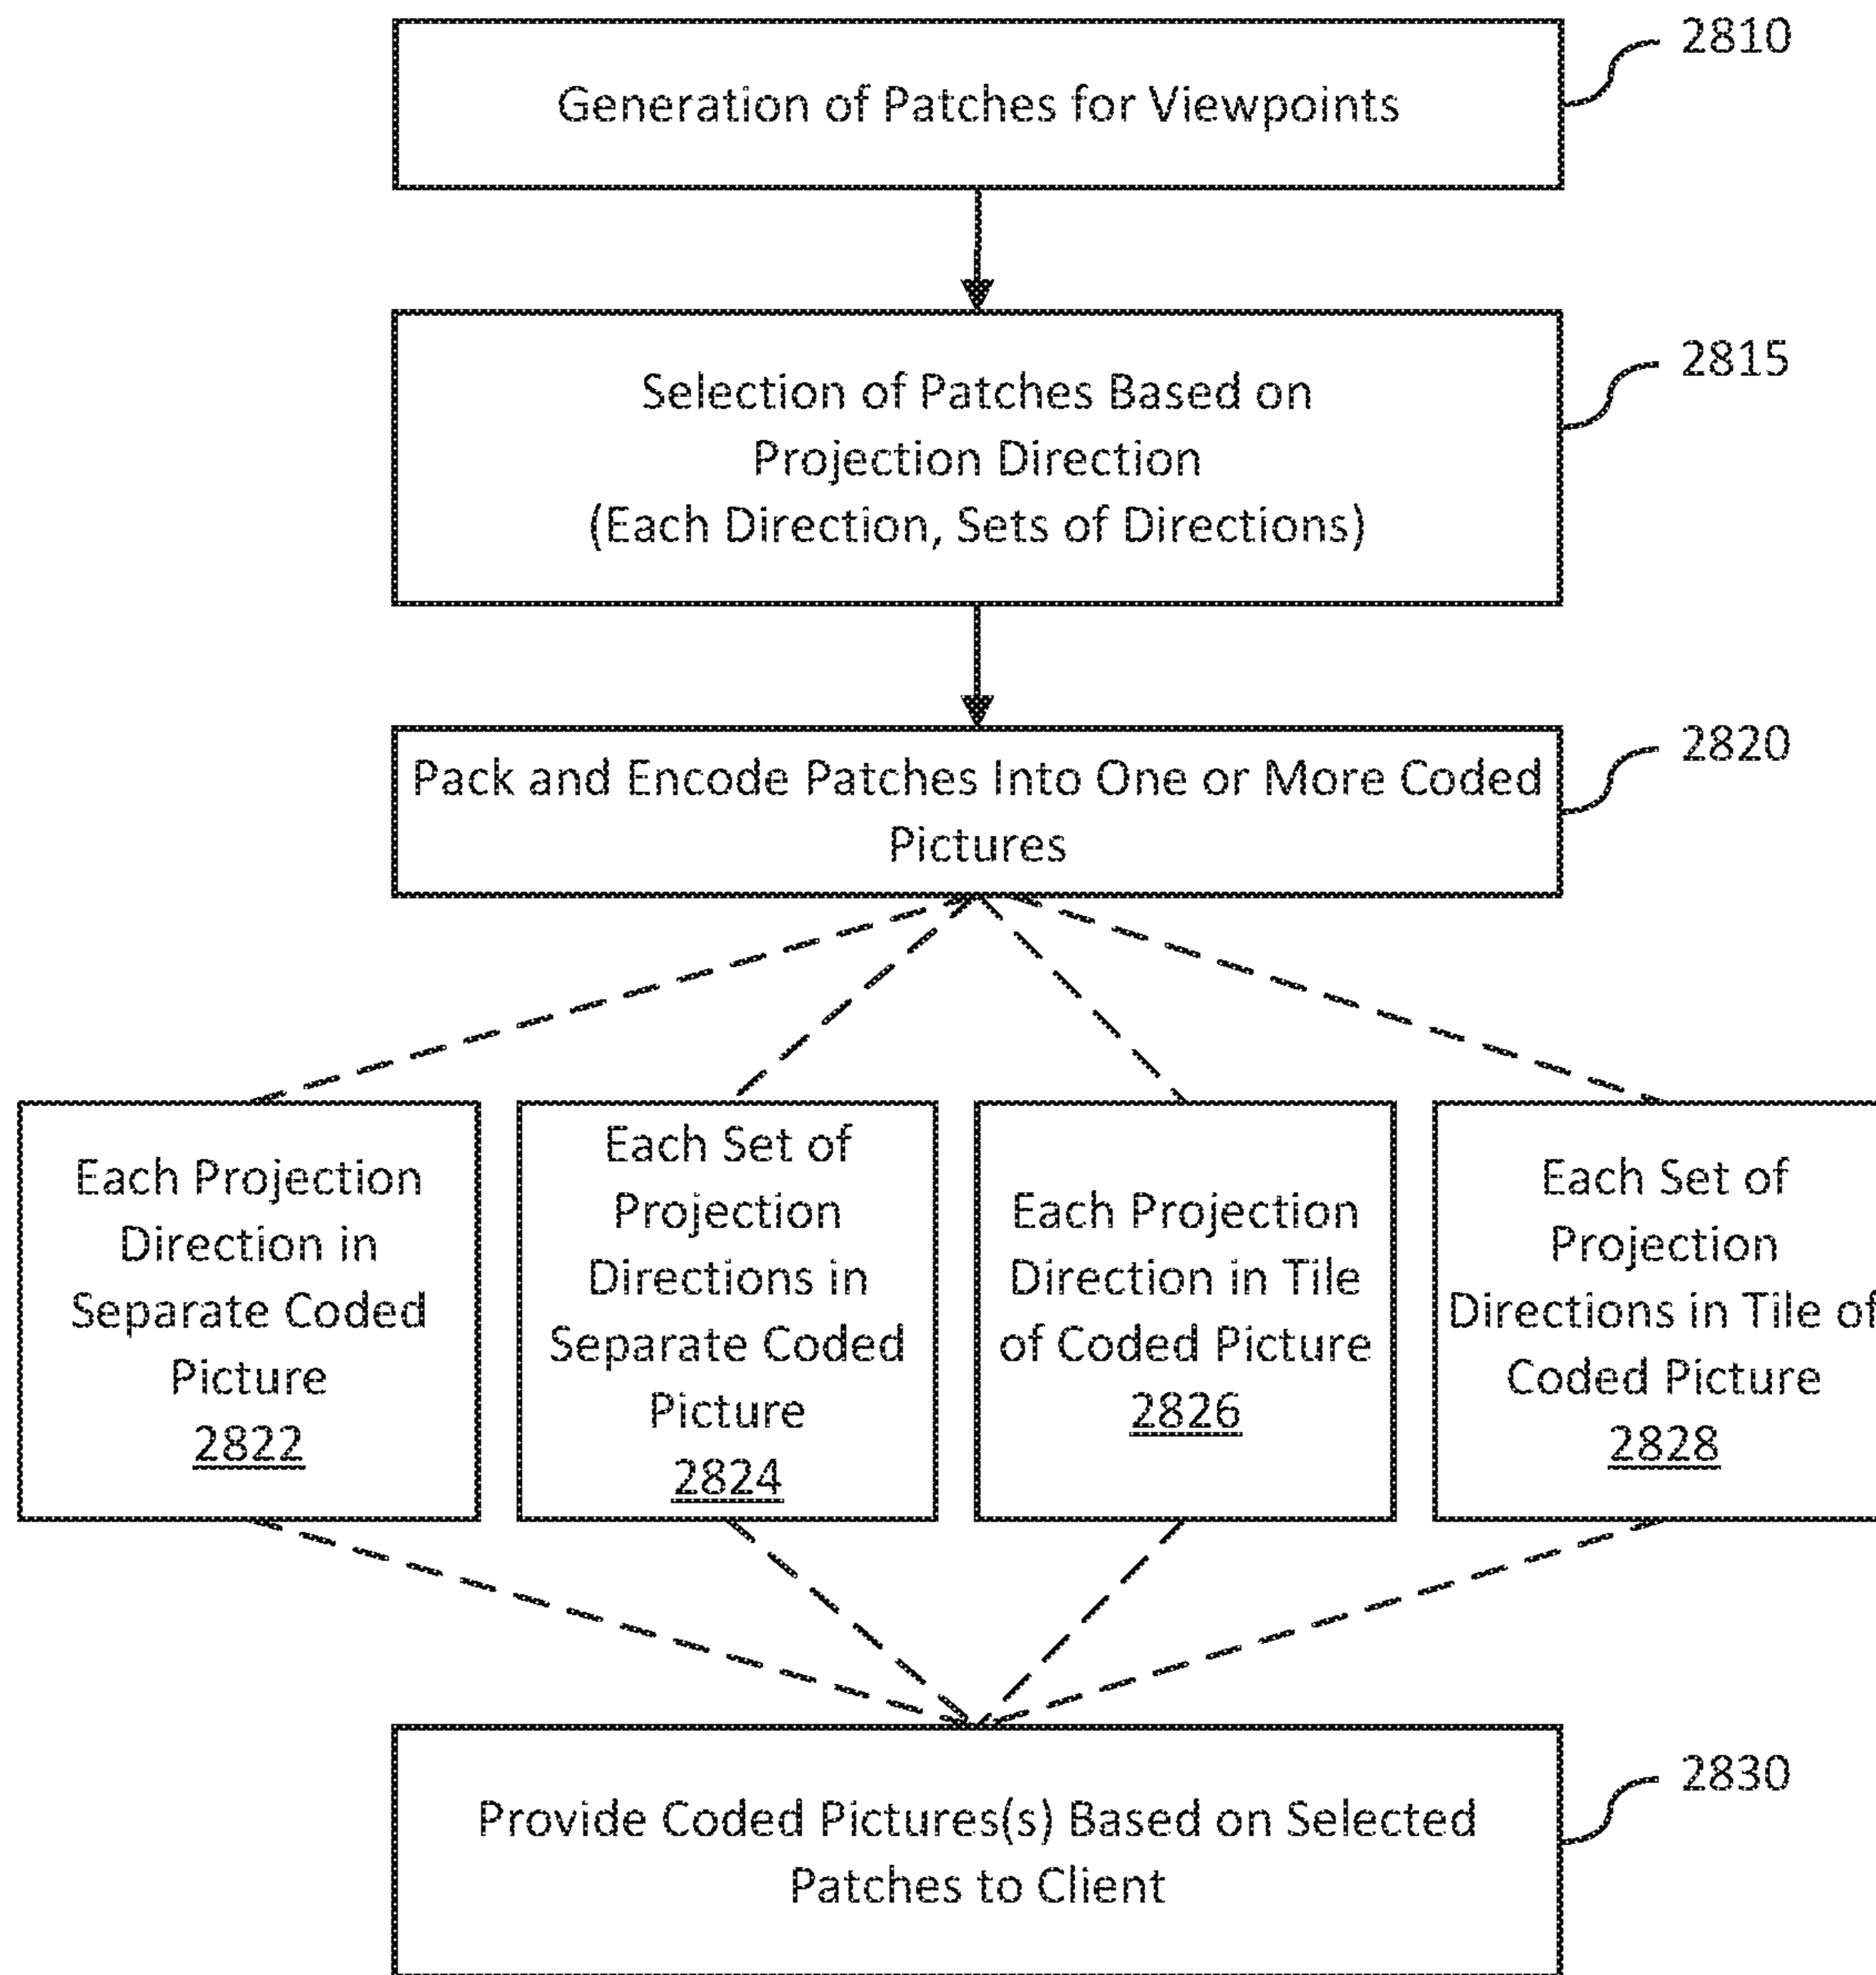 2810
Generation of Patches for Viewpoints
2815
Selection of Patches Based on
Projection Direction
(Each Direction, Sets of Directions)
2820
Pack and Encode Patches Into One or More Coded
Pictures
Each Projection
Direction in
Separate Coded
Picture
2822
Each Set of
Projection
Directions in
Separate Coded
Picture
2824
Each Projection
Direction in Tile
of Coded Picture
2826
Each Set of
Projection
Directions in Tile of
Coded Picture
2828
2830
Provide Coded Pictures(s) Based on Selected
Patches to Client